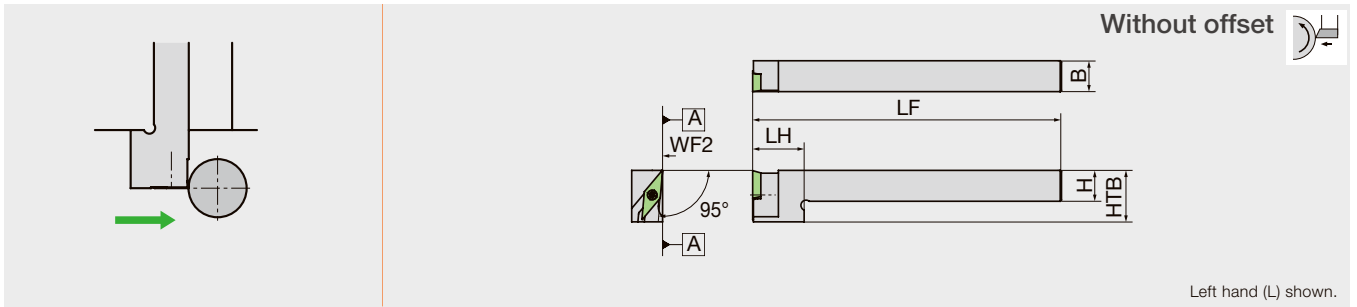 Without offset
B
LF
A
LH
WF2
H
HTB
95°
A
Left hand (L) shown.